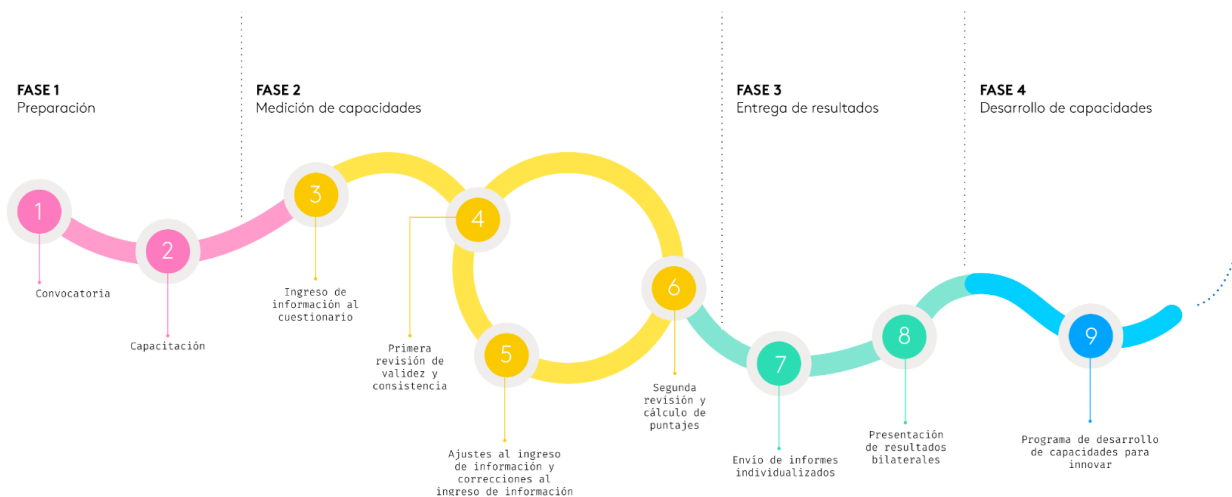 FASE 1
Preparación
FASE 2
Medición de capacidades
FASE 3
Entrega de resultados
FASE 4
Desarrollo de capacidades
1
Convocatoria
2
Capacitación
3
Ingreso de
información al
cuestionario
4
Primera
revisión de
validez y
consistencia
5
Ajustes al ingreso
de información y
correcciones al
ingreso de información
6
Segunda
revisión y
cálculo de
puntajes
7
Envío de informes
individualizados
8
Presentación
de resultados
bilaterales
9
Programa de desarrollo
de capacidades para
innovar